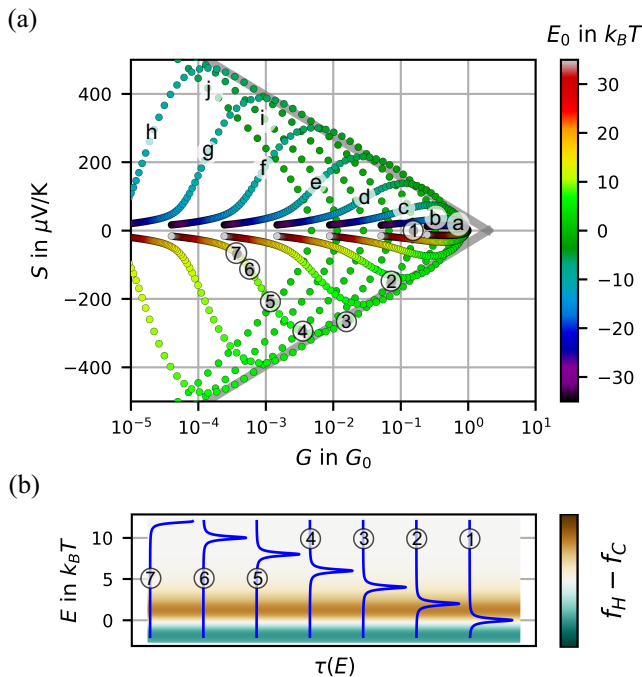 (a)
E₀ in k_BT
400
200
0
−200
−400
S in μV/K
j
i
h
g
f
e
d
c
b
a
1
7
6
5
2
4
3
30
20
10
0
−10
−20
−30
10⁻⁵ 10⁻⁴ 10⁻³ 10⁻² 10⁻¹ 10⁰ 10¹
G in G₀
(b)
10
5
0
E in k_BT
4 3 2 1
7 6 5
τ(E)
f_H − f_C